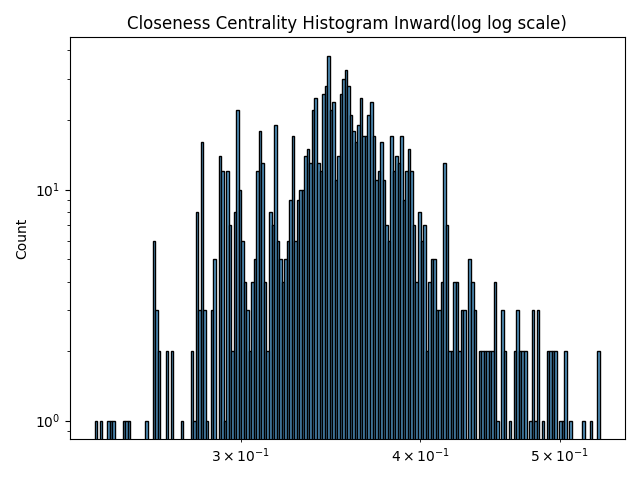 Closeness Centrality Histogram Inward(log log scale)
Count
10¹
10⁰
3 × 10⁻¹
4 × 10⁻¹
5 × 10⁻¹